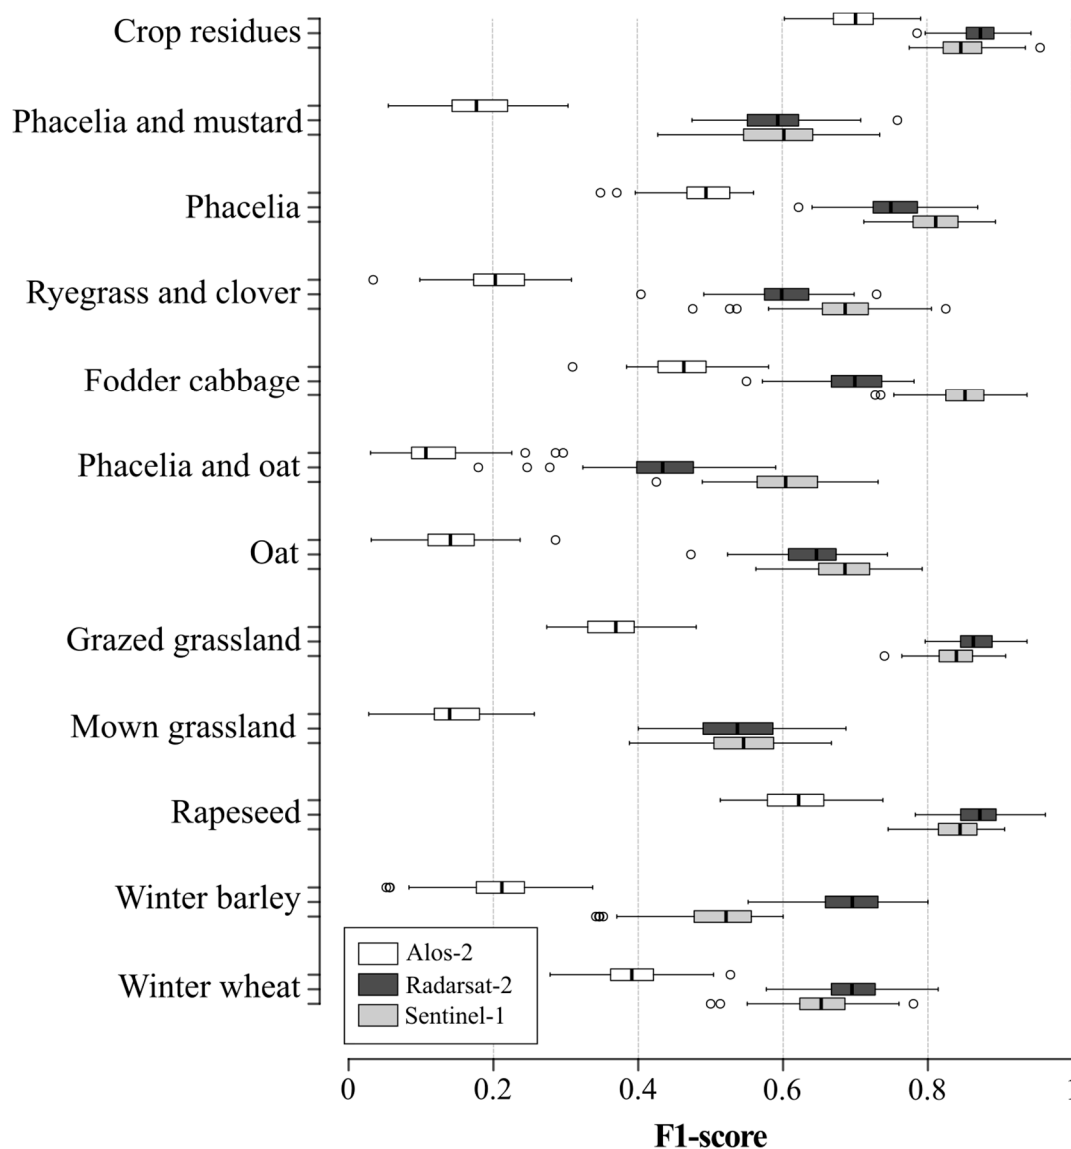 Crop residues
Phacelia and mustard
Phacelia
Ryegrass and clover
Fodder cabbage
Phacelia and oat
Oat
Grazed grassland
Mown grassland
Rapeseed
Winter barley
Winter wheat
Alos-2
Radarsat-2
Sentinel-1
0 0.2 0.4 0.6 0.8
F1-score